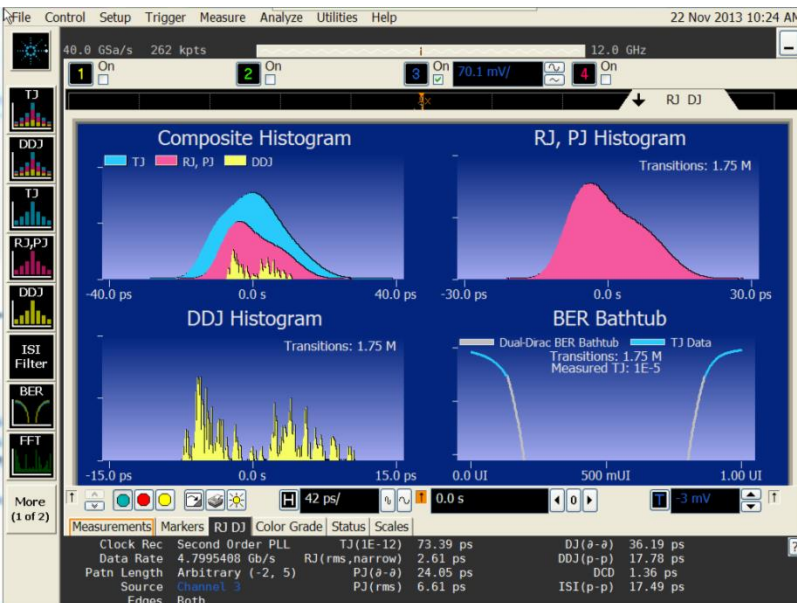 File Control Setup Trigger Measure Analyze Utilities Help 22 Nov 2013 10:24 AM
40.0 GSa/s 262 kpts 12.0 GHz
1 On 2 On 3 On 70.1 mV/ 4 On
RJ DJ
TJ
DDJ
TJ
RJ,PJ
DDJ
ISI
Filter
BER
FFT
More
(1 of 2)
Composite Histogram
TJ RJ, PJ DDJ
-40.0 ps 0.0 s 40.0 ps
RJ, PJ Histogram
Transitions: 1.75 M
-30.0 ps 0.0 s 30.0 ps
DDJ Histogram
Transitions: 1.75 M
-15.0 ps 0.0 s 15.0 ps
BER Bathtub
Dual-Dirac BER Bathtub TJ Data
Transitions: 1.75 M
Measured TJ: 1E-5
0.0 UI 500 mUI 1.00 UI
H 42 ps/ 0.0 s 0 T -3 mV
Measurements Markers RJ DJ Color Grade Status Scales
Clock Rec Second Order PLL TJ(1E-12) 73.39 ps DJ(∂-∂) 36.19 ps
Data Rate 4.7995408 Gb/s RJ(rms,narrow) 2.61 ps DDJ(p-p) 17.78 ps
Patn Length Arbitrary (-2, 5) PJ(∂-∂) 24.05 ps DCD 1.36 ps
Source Channel 3 PJ(rms) 6.61 ps ISI(p-p) 17.49 ps
Edges Both
?